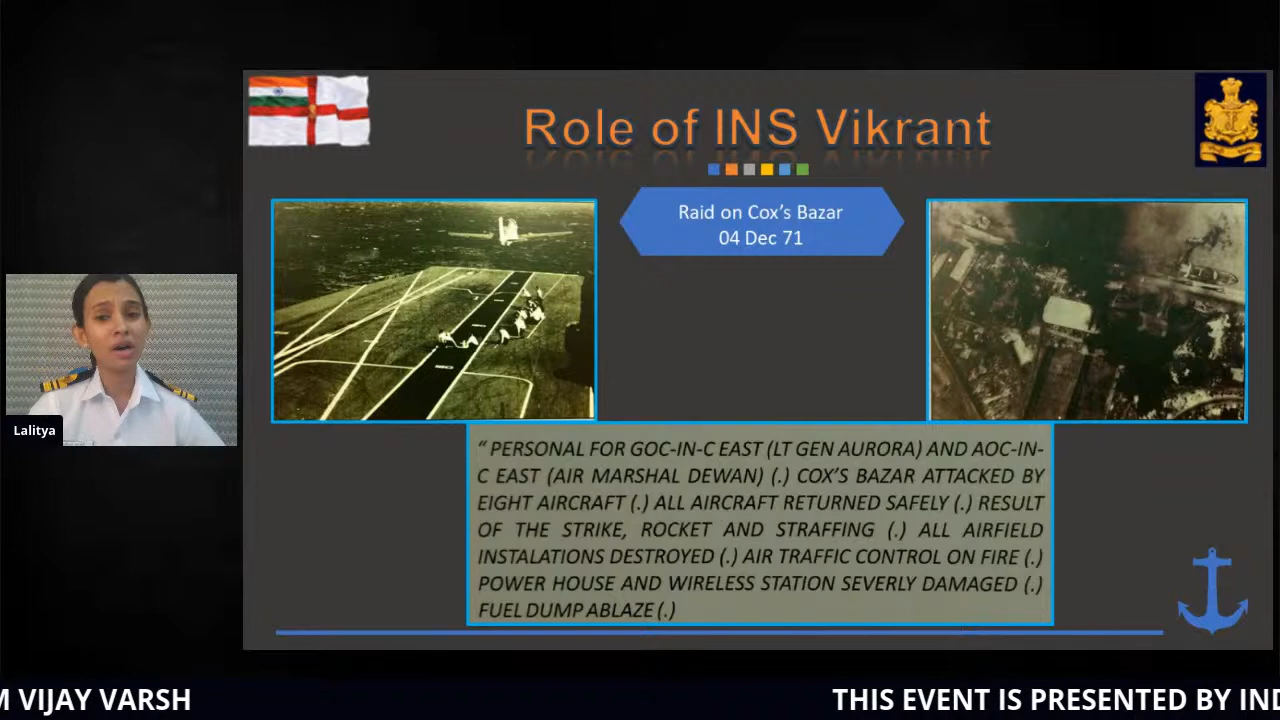 Role of INS Vikrant
Raid on Cox's Bazar
04 Dec 71
Lalitya
“ PERSONAL FOR GOC-IN-C EAST (LT GEN AURORA) AND AOC-IN-
C EAST (AIR MARSHAL DEWAN) (.) COX'S BAZAR ATTACKED BY
EIGHT AIRCRAFT (.) ALL AIRCRAFT RETURNED SAFELY (.) RESULT
OF THE STRIKE, ROCKET AND STRAFFING (.) ALL AIRFIELD
INSTALATIONS DESTROYED (.) AIR TRAFFIC CONTROL ON FIRE (.)
POWER HOUSE AND WIRELESS STATION SEVERLY DAMAGED (.)
FUEL DUMP ABLAZE (.)
M VIJAY VARSH THIS EVENT IS PRESENTED BY IND